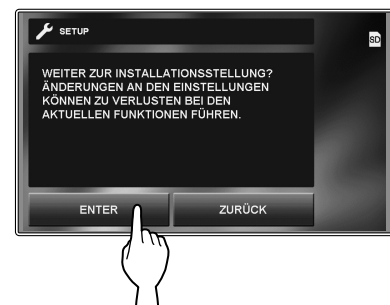 SETUP
SD
WEITER ZUR INSTALLATIONSSTELLUNG?
ÄNDERUNGEN AN DEN EINSTELLUNGEN
KÖNNEN ZU VERLUSTEN BEI DEN
AKTUELLEN FUNKTIONEN FÜHREN.
ENTER
ZURÜCK